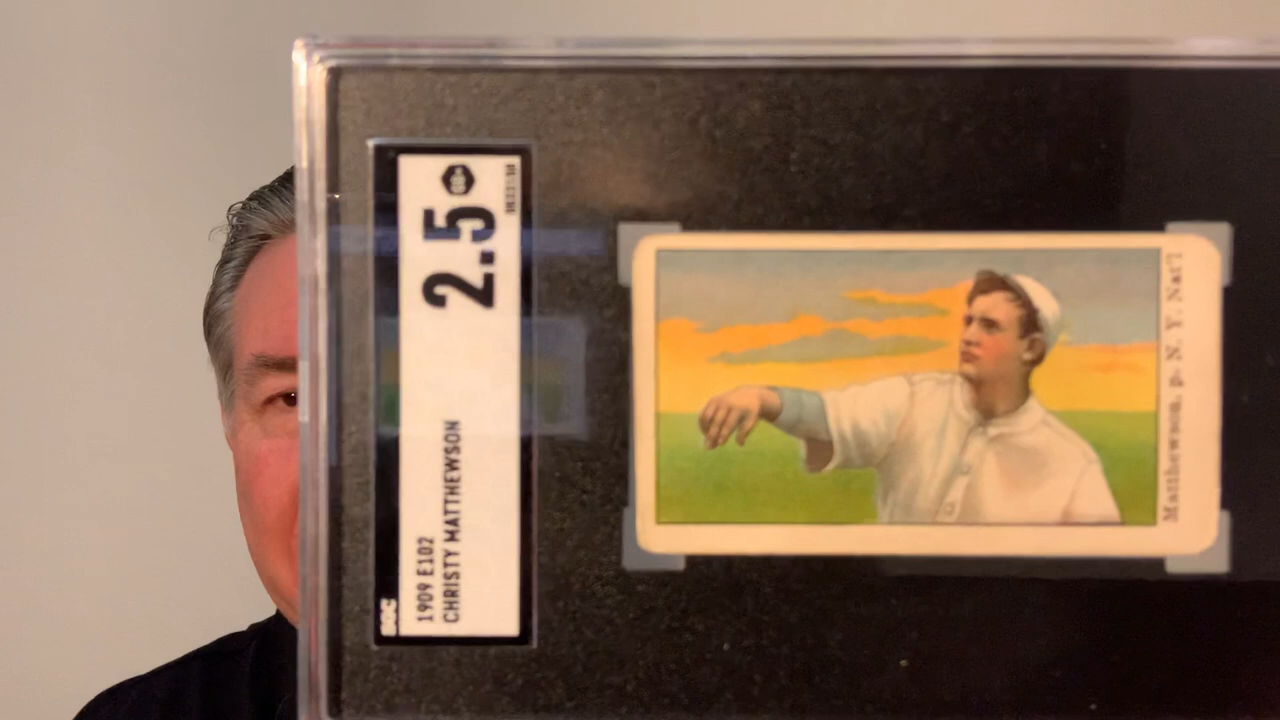 SGC
1909 E102
CHRISTY MATTHEWSON
2.5
Matthewson, p. N. Y. Nat'l